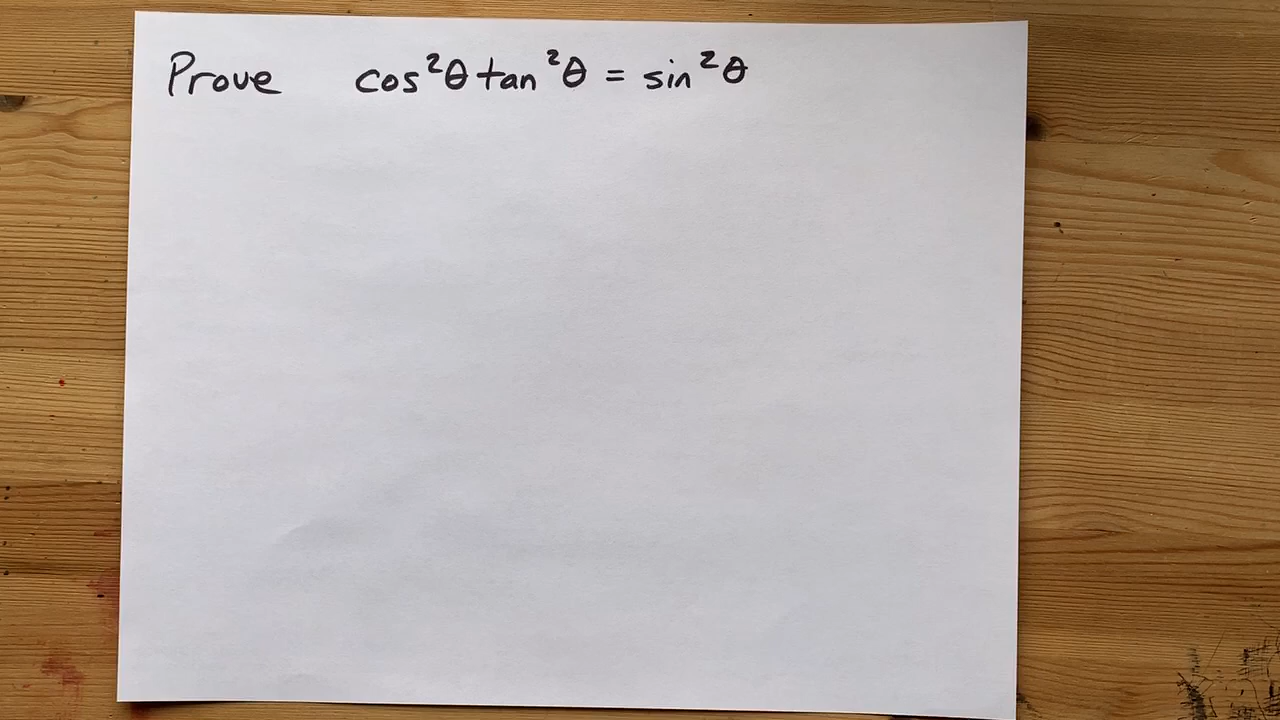 Prove cos²θ tan²θ = sin²θ